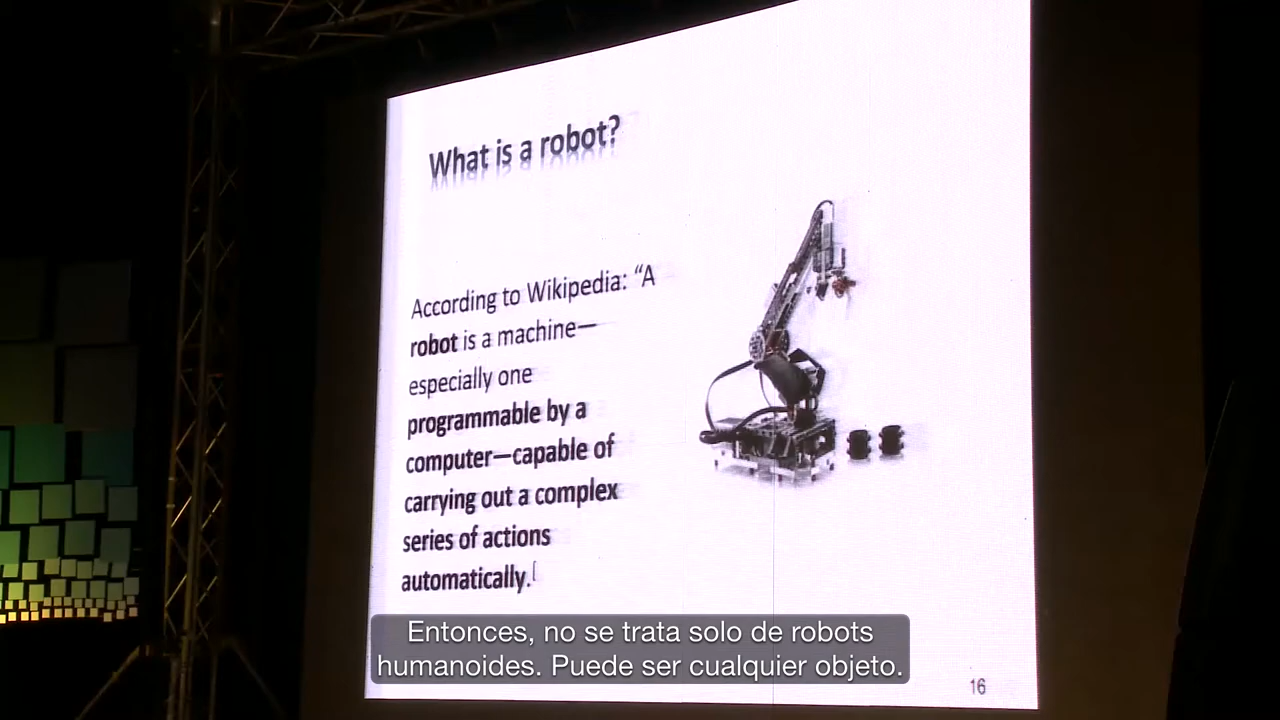 What is a robot?
According to Wikipedia: “A
robot is a machine—
especially one
programmable by a
computer—capable of
carrying out a complex
series of actions
automatically.[
Entonces, no se trata solo de robots
humanoides. Puede ser cualquier objeto.
16